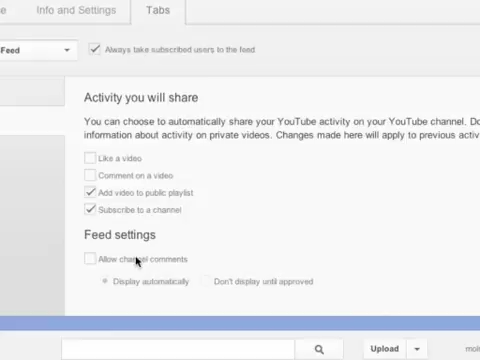 Info and Settings
Tabs
Feed
Always take subscribed users to the feed
Activity you will share
You can choose to automatically share your YouTube activity on your YouTube channel.
information about activity on private videos. Changes made here will apply to previous
Like a video
Comment on a video
Add video to public playlist
Subscribe to a channel
Feed settings
Allow channel comments
Display automatically
Don't display until approved
Upload